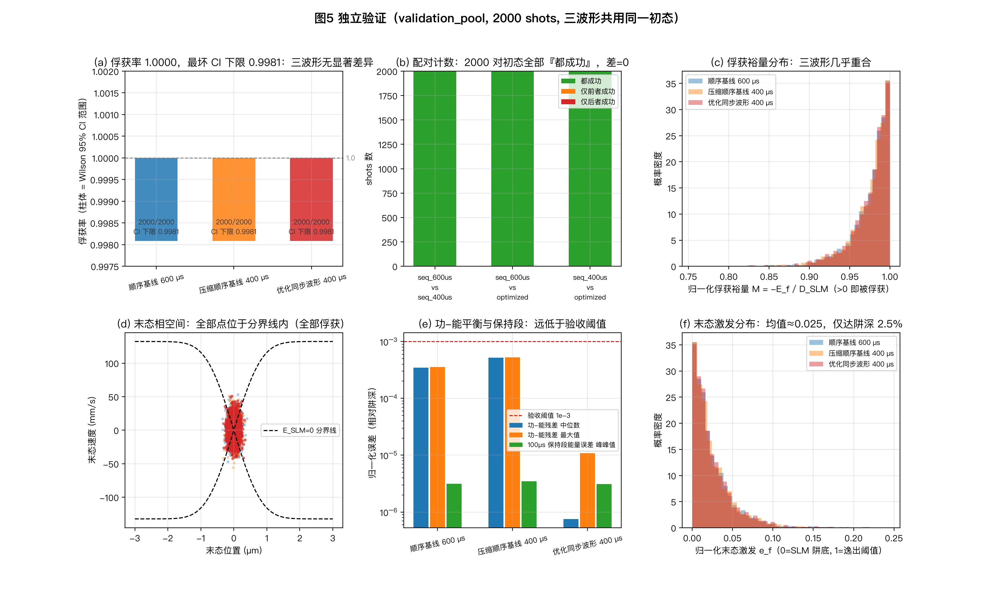 图5 独立验证（validation_pool, 2000 shots, 三波形共用同一初态）
(a) 俘获率 1.0000，最坏 CI 下限 0.9981：三波形无显著差异
俘获率（柱体 = Wilson 95% CI 范围）
1.0020
1.0015
1.0010
1.0005
1.0000
0.9995
0.9990
0.9985
0.9980
0.9975
1.0
2000/2000
CI 下限 0.9981
2000/2000
CI 下限 0.9981
2000/2000
CI 下限 0.9981
顺序基线 600 µs
压缩顺序基线 400 µs
优化同步波形 400 µs
(b) 配对计数：2000 对初态全部『都成功』，差=0
shots 数
2000
1750
1500
1250
1000
750
500
250
0
都成功
仅前者成功
仅后者成功
seq_600us
vs
seq_400us
seq_600us
vs
optimized
seq_400us
vs
optimized
(c) 俘获裕量分布：三波形几乎重合
概率密度
35
30
25
20
15
10
5
0
顺序基线 600 µs
压缩顺序基线 400 µs
优化同步波形 400 µs
0.75 0.80 0.85 0.90 0.95 1.00
归一化俘获裕量 M = −E_f / D_SLM（>0 即被俘获）
(d) 末态相空间：全部点位于分界线内（全部俘获）
末态速度 (mm/s)
100
50
0
−50
−100
E_SLM=0 分界线
−3 −2 −1 0 1 2 3
末态位置 (µm)
(e) 功–能平衡与保持段：远低于验收阈值
归一化误差（相对阱深）
10⁻³
10⁻⁴
10⁻⁵
10⁻⁶
验收阈值 1e−3
功–能残差 中位数
功–能残差 最大值
100µs 保持段能量误差 峰峰值
顺序基线 600 µs
压缩顺序基线 400 µs
优化同步波形 400 µs
(f) 末态激发分布：均值≈0.025，仅达阱深 2.5%
概率密度
35
30
25
20
15
10
5
0
顺序基线 600 µs
压缩顺序基线 400 µs
优化同步波形 400 µs
0.00 0.05 0.10 0.15 0.20 0.25
归一化末态激发 e_f（0=SLM 阱底, 1=逸出阈值）